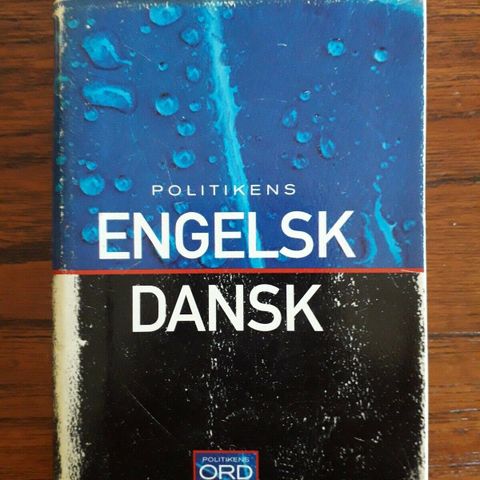 POLITIKENS
ENGELSK
DANSK
POLITIKENS
ORD